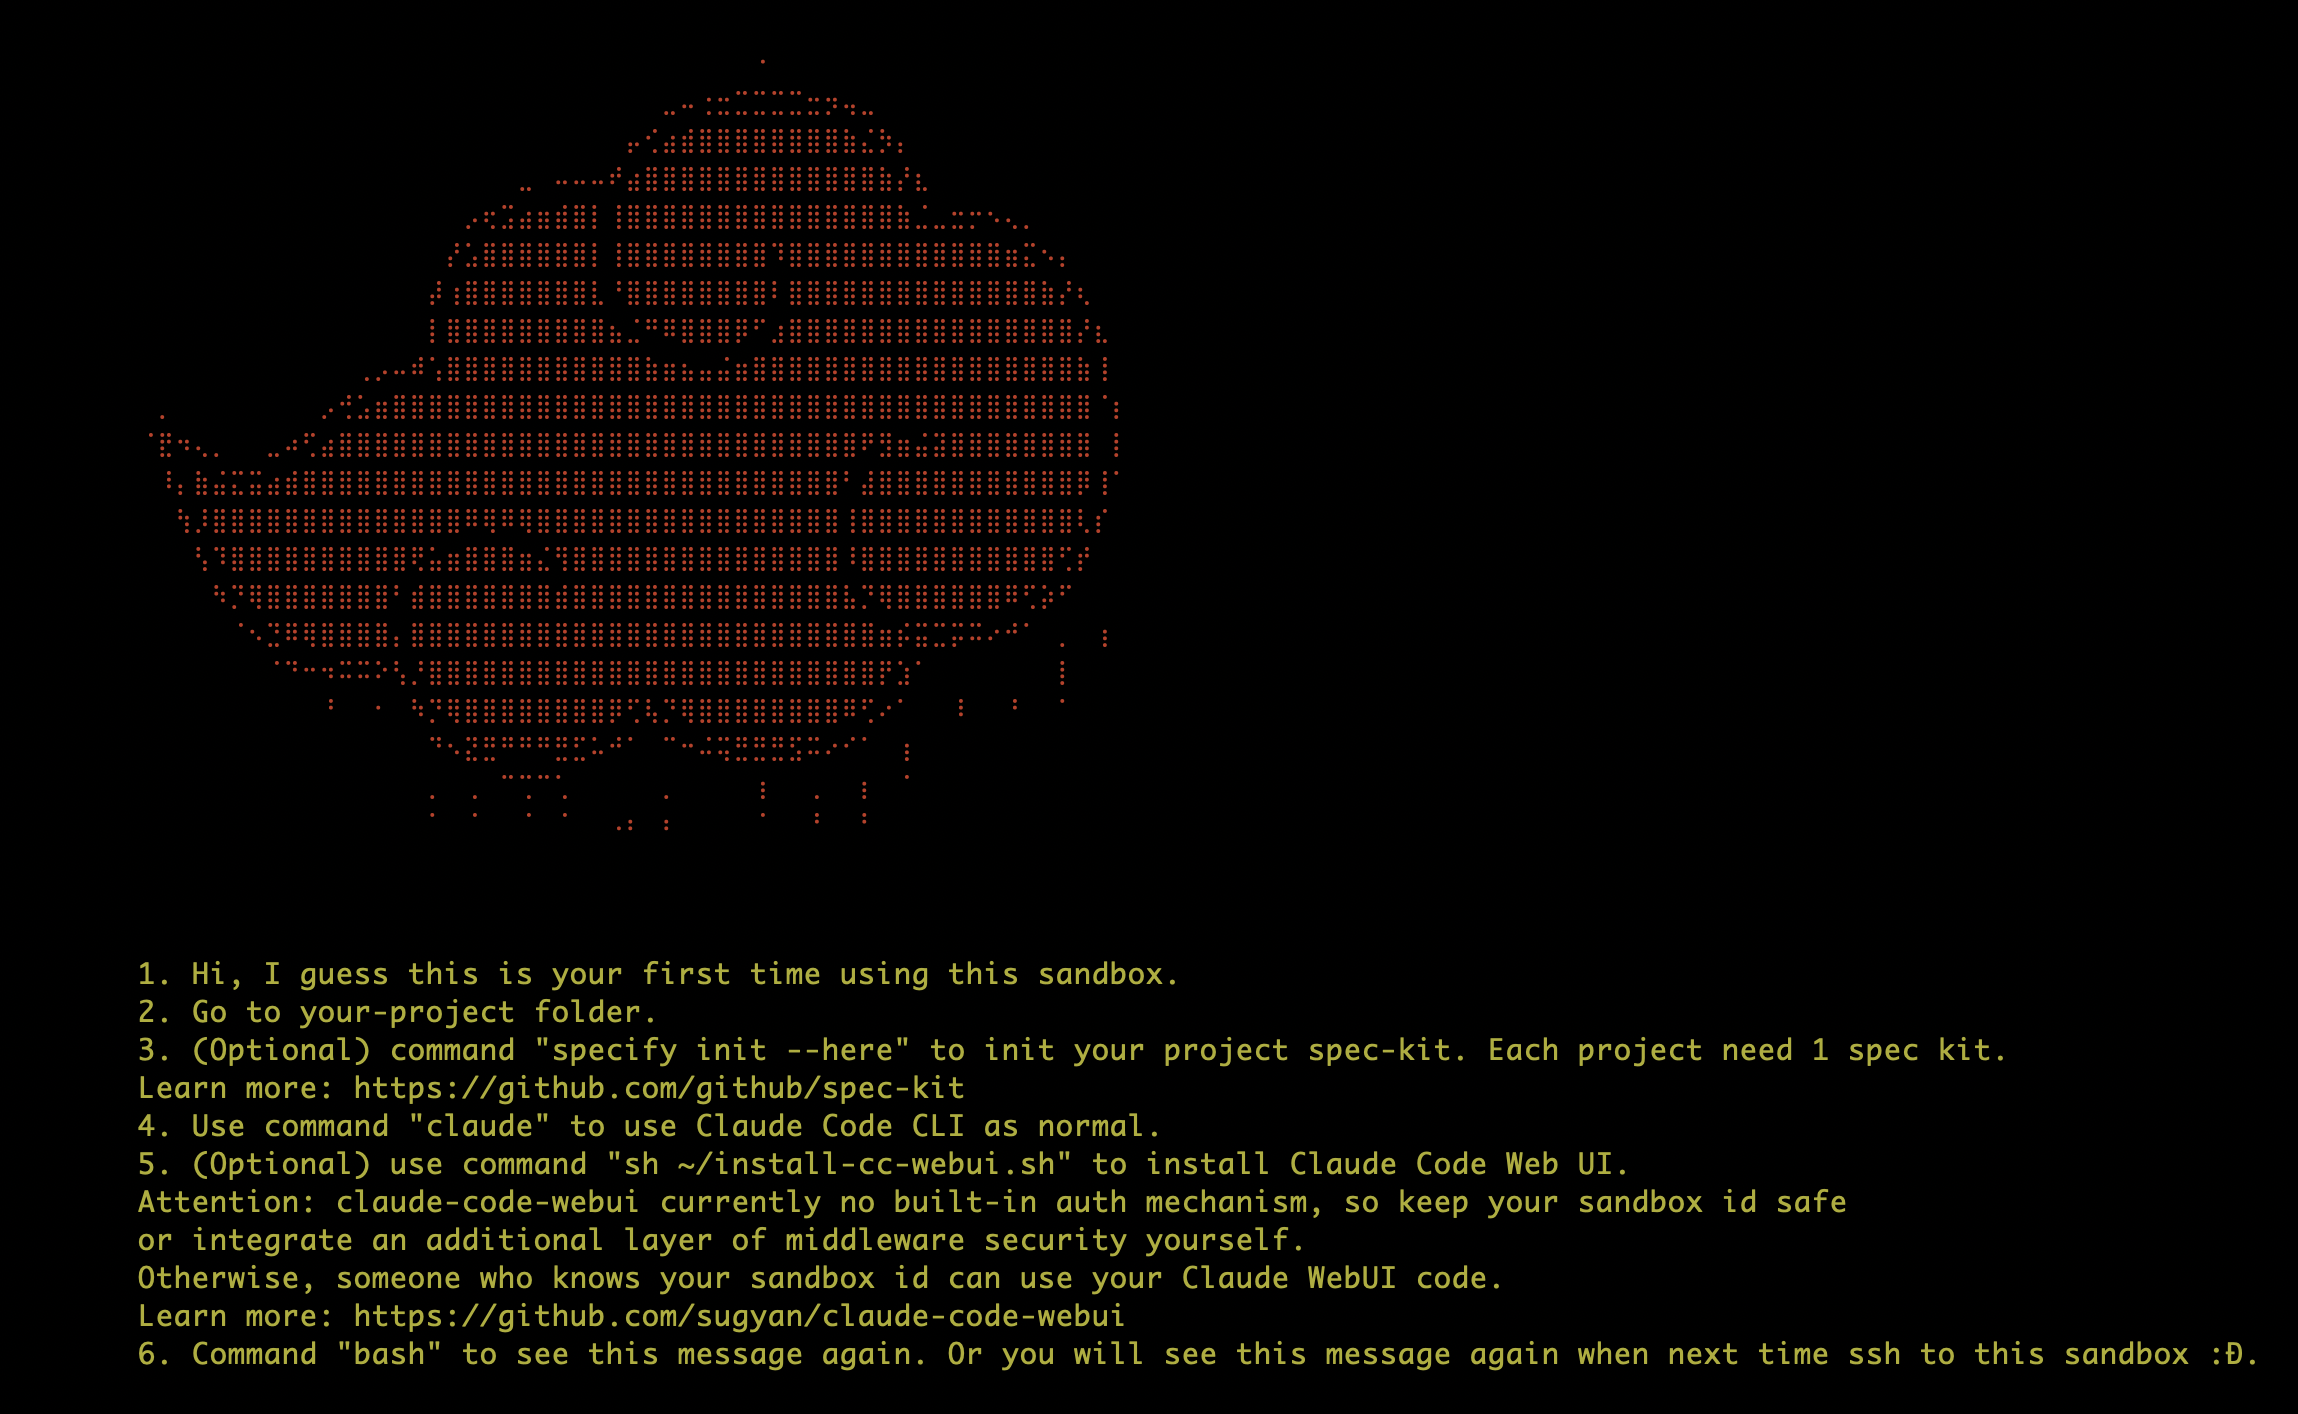 1. Hi, I guess this is your first time using this sandbox.
2. Go to your-project folder.
3. (Optional) command "specify init --here" to init your project spec-kit. Each project need 1 spec kit.
Learn more: https://github.com/github/spec-kit
4. Use command "claude" to use Claude Code CLI as normal.
5. (Optional) use command "sh ~/install-cc-webui.sh" to install Claude Code Web UI.
Attention: claude-code-webui currently no built-in auth mechanism, so keep your sandbox id safe
or integrate an additional layer of middleware security yourself.
Otherwise, someone who knows your sandbox id can use your Claude WebUI code.
Learn more: https://github.com/sugyan/claude-code-webui
6. Command "bash" to see this message again. Or you will see this message again when next time ssh to this sandbox :Đ.